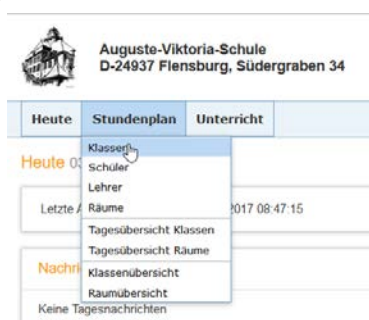 Auguste-Viktoria-Schule
D-24937 Flensburg, Südergraben 34
Heute Stundenplan Unterricht
Klassen
Heute
Schüler
Lehrer
Letzte 2017 08:47:15
Räume
Tagesübersicht Klassen
Tagesübersicht Räume
Klassenübersicht
Raumübersicht
Keine Tagesnachrichten